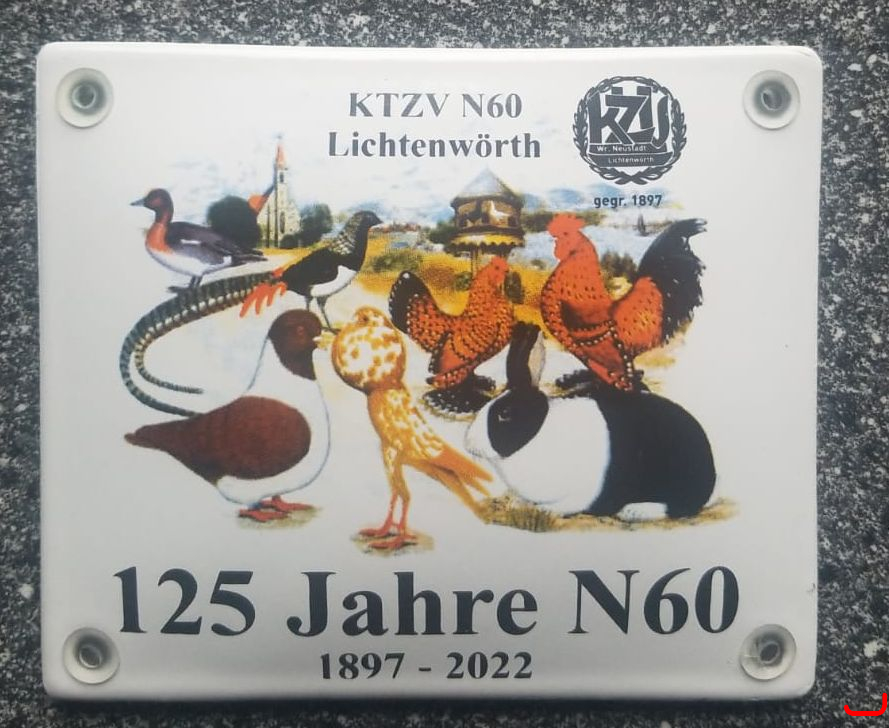 KTZV N60
Lichtenwörth
KZV
Wr. Neustadt
Lichtenwörth
gegr. 1897
125 Jahre N60
1897 - 2022